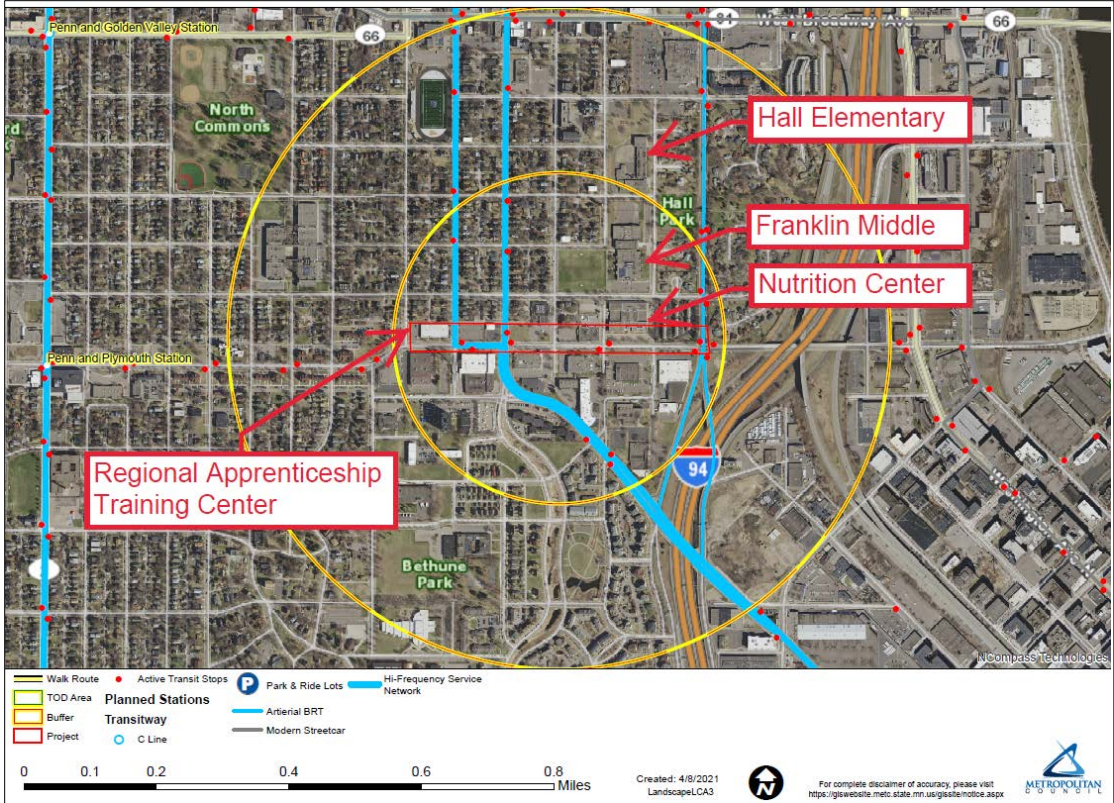 Penn and Golden Valley Station
66
West Broadway Ave
66
North
Commons
Hall Elementary
Hall
Park
Franklin Middle
Nutrition Center
Penn and Plymouth Station
Regional Apprenticeship
Training Center
94
Bethune
Park
NCompass Technologies
Walk Route
Active Transit Stops
P
Park & Ride Lots
Hi-Frequency Service
Network
TOD Area
Planned Stations
Buffer
Transitway
Arterial BRT
Project
C Line
Modern Streetcar
0 0.1 0.2 0.4 0.6 0.8
Miles
Created: 4/8/2021
LandscapeLCA3
N
For complete disclaimer of accuracy, please visit
https://giswebsite.metc.state.mn.us/gissite/notice.aspx
METROPOLITAN
COUNCIL